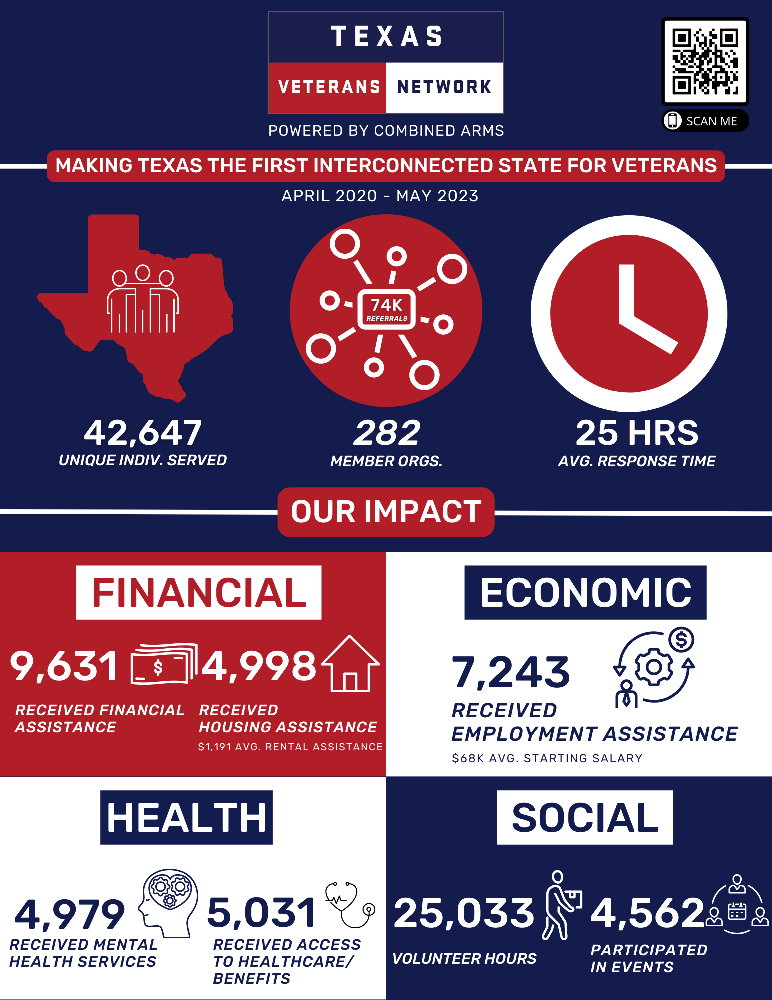 TEXAS
VETERANS NETWORK
POWERED BY COMBINED ARMS
SCAN ME
MAKING TEXAS THE FIRST INTERCONNECTED STATE FOR VETERANS
APRIL 2020 - MAY 2023
74K
REFERRALS
42,647
UNIQUE INDIV. SERVED
282
MEMBER ORGS.
25 HRS
AVG. RESPONSE TIME
OUR IMPACT
FINANCIAL
9,631
$
RECEIVED FINANCIAL
ASSISTANCE
4,998
RECEIVED
HOUSING ASSISTANCE
$1,191 AVG. RENTAL ASSISTANCE
ECONOMIC
$
7,243
RECEIVED
EMPLOYMENT ASSISTANCE
$68K AVG. STARTING SALARY
HEALTH
4,979
RECEIVED MENTAL
HEALTH SERVICES
5,031
RECEIVED ACCESS
TO HEALTHCARE/
BENEFITS
SOCIAL
25,033
VOLUNTEER HOURS
4,562
PARTICIPATED
IN EVENTS